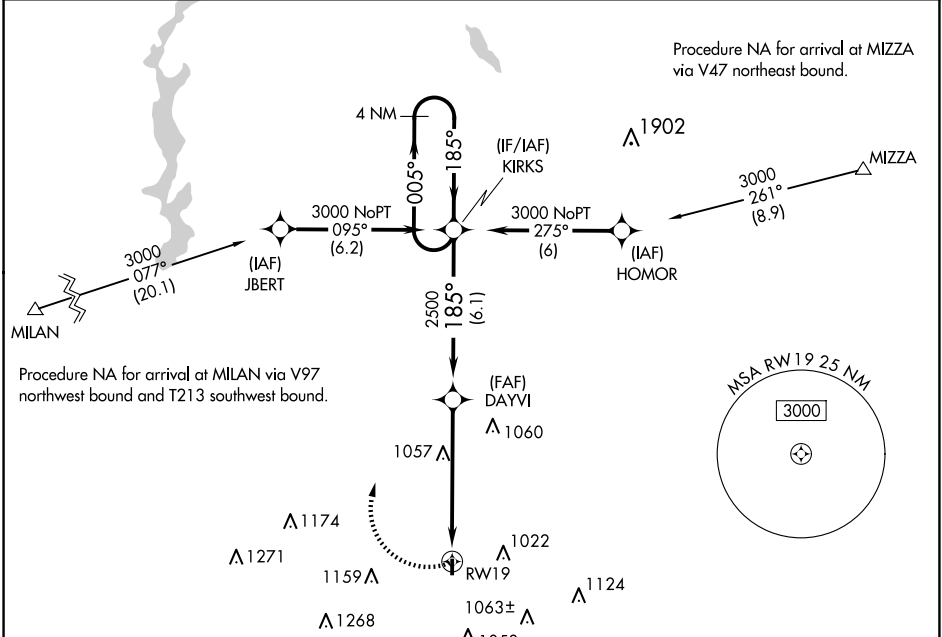 Procedure NA for arrival at MIZZA
via V47 northeast bound.
4 NM
1902
(IF/IAF)
KIRKS
MIZZA
3000
261°
(8.9)
005°
185°
3000 NoPT
095°
(6.2)
3000 NoPT
275°
(6)
(IAF)
JBERT
(IAF)
HOMOR
3000
077°
(20.1)
MILAN
2500
185°
(6.1)
Procedure NA for arrival at MILAN via V97
northwest bound and T213 southwest bound.
MSA RW19 25 NM
3000
(FAF)
DAYVI
1060
1057
1174
1271
1022
RW19
1159
1124
1063±
1268